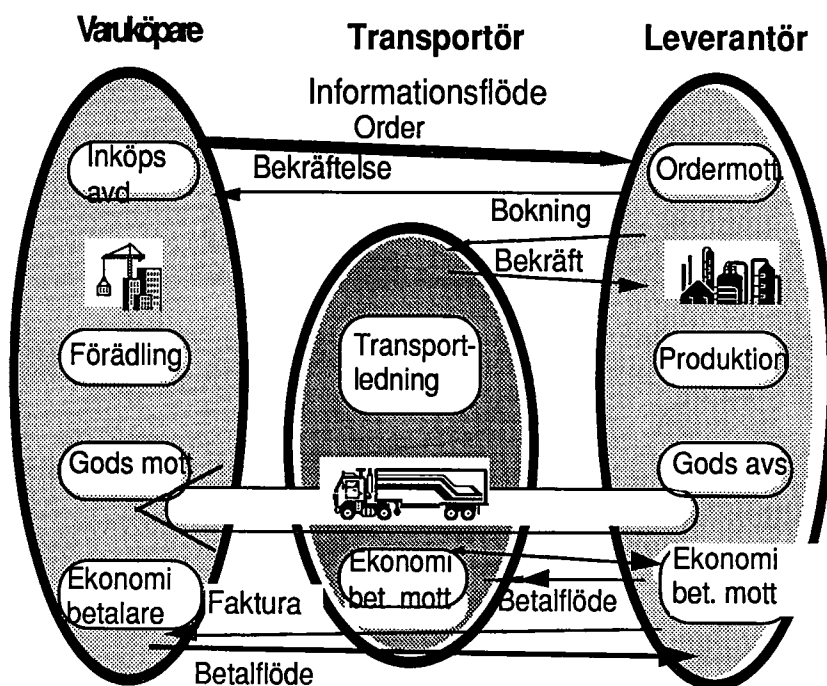 Varuköpare
Transportör
Leverantör
Informationsflöde
Order
Inköps
avd
Bekräftelse
Ordermott.
Bokning
Bekräft
Förädling
Transport-
ledning
Produktion
Gods mott
Gods avs
Ekonomi
betalare
Faktura
Ekonomi
bet. mott
Betalflöde
Ekonomi
bet. mott
Betalflöde